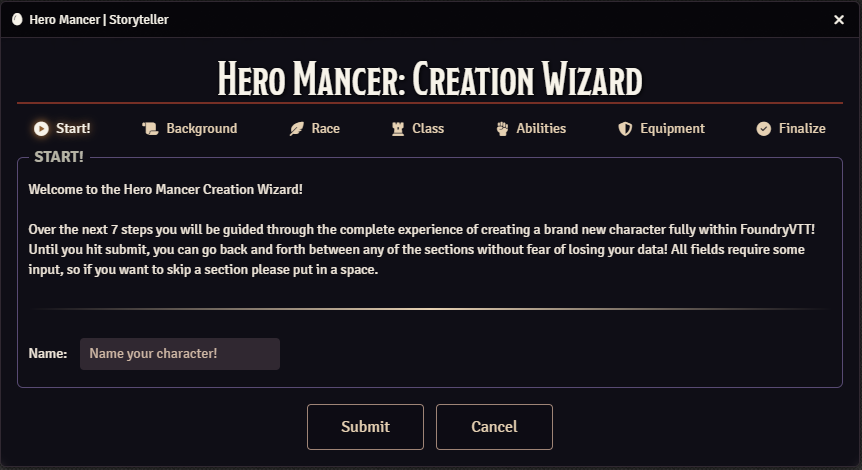 Hero Mancer | Storyteller
Hero Mancer: Creation Wizard
Start! Background Race Class Abilities Equipment Finalize
START!
Welcome to the Hero Mancer Creation Wizard!
Over the next 7 steps you will be guided through the complete experience of creating a brand new character fully within FoundryVTT!
Until you hit submit, you can go back and forth between any of the sections without fear of losing your data! All fields require some
input, so if you want to skip a section please put in a space.
Name: Name your character!
Submit Cancel